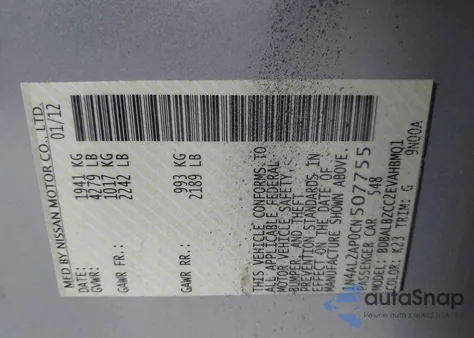 MFD BY NISSAN MOTOR CO., LTD.
DATE: 01/12
GVWR: 1941 KG
4279 LB
GAWR FR.: 1017 KG
2242 LB
GAWR RR.: 993 KG
2189 LB
THIS VEHICLE CONFORMS TO
ALL APPLICABLE FEDERAL
MOTOR VEHICLE SAFETY,
BUMPER, AND THEFT
PREVENTION STANDARDS IN
EFFECT ON THE DATE OF
MANUFACTURE SHOWN ABOVE.
1N4AL2AP0CN507755
PASSENGER CAR 548
MODEL: BDBALBZCC2EVAHBMQ1
COLOR: K23 TRIM: G 9N00A
autoSnap